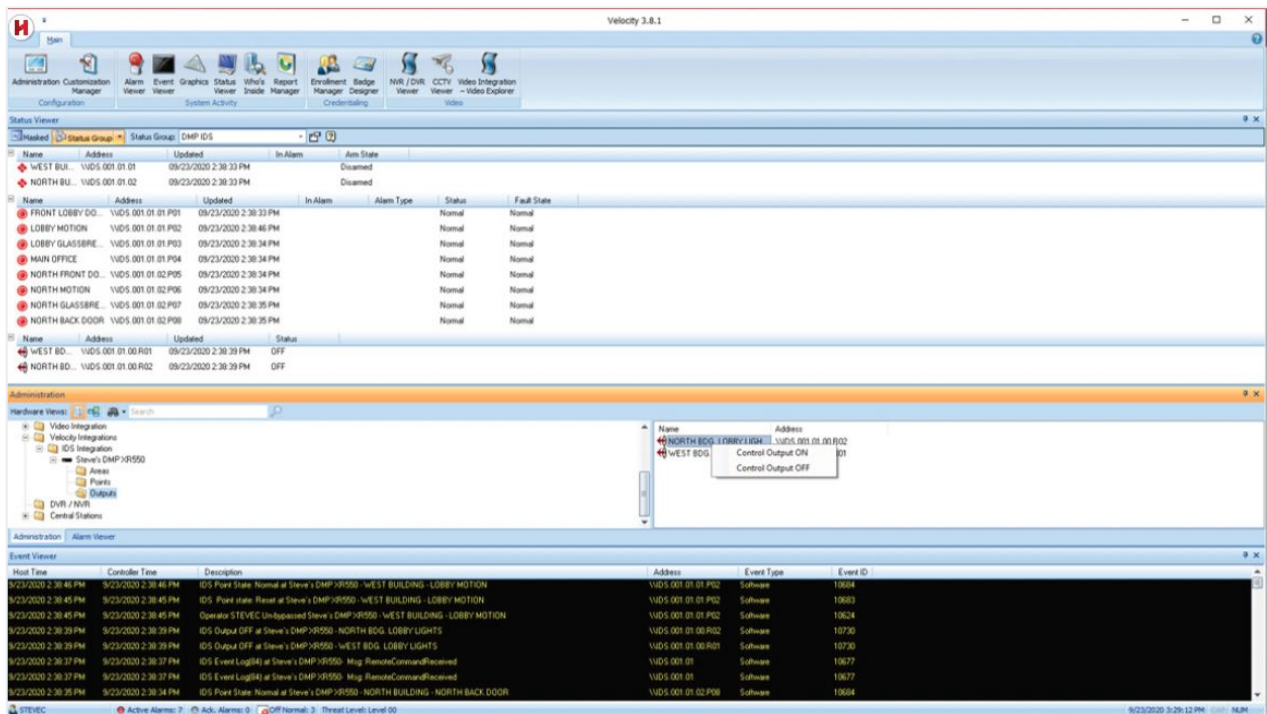 H
Velocity 3.8.1
Main
Administration Customization Manager Alarm Viewer Event Viewer Graphics Status Viewer Who's Inside Report Manager Enrollment Manager Badge Designer NVR / DVR Viewer CCTV Viewer Video Integration ~ Video Explorer
Configuration System Activity Credentialing Video
Status Viewer
Masked Status Group Status Group: DMP IDS
Name Address Updated In Alarm Arm State
WEST BUI... \\IDS.001.01.01 09/23/2020 2:38:33 PM Disarmed
NORTH BU... \\IDS.001.01.02 09/23/2020 2:38:33 PM Disarmed
Name Address Updated In Alarm Alarm Type Status Fault State
FRONT LOBBY DO... \\IDS.001.01.01.P01 09/23/2020 2:38:33 PM Normal Normal
LOBBY MOTION \\IDS.001.01.01.P02 09/23/2020 2:38:46 PM Normal Normal
LOBBY GLASSBRE... \\IDS.001.01.01.P03 09/23/2020 2:38:34 PM Normal Normal
MAIN OFFICE \\IDS.001.01.01.P04 09/23/2020 2:38:34 PM Normal Normal
NORTH FRONT DO... \\IDS.001.01.02.P05 09/23/2020 2:38:34 PM Normal Normal
NORTH MOTION \\IDS.001.01.02.P06 09/23/2020 2:38:34 PM Normal Normal
NORTH GLASSBRE... \\IDS.001.01.02.P07 09/23/2020 2:38:35 PM Normal Normal
NORTH BACK DOOR \\IDS.001.01.02.P08 09/23/2020 2:38:35 PM Normal Normal
Name Address Updated Status
WEST BD... \\IDS.001.01.00.R01 09/23/2020 2:38:39 PM OFF
NORTH BD... \\IDS.001.01.00.R02 09/23/2020 2:38:39 PM OFF
Administration
Hardware Views: Search
Video Integration
Velocity Integrations
IDS Integration
Steve's DMP XR550
Areas
Points
Outputs
DVR / NVR
Central Stations
Name Address
NORTH BDG. LOBBY LIGH... \\IDS.001.01.00.R02
WEST BDG. R01
Control Output ON
Control Output OFF
Administration Alarm Viewer
Event Viewer
Host Time Controller Time Description Address Event Type Event ID
9/23/2020 2:38:46 PM 9/23/2020 2:38:46 PM IDS Point State: Normal at Steve's DMP XR550 - WEST BUILDING - LOBBY MOTION \\IDS.001.01.01.P02 Software 10684
9/23/2020 2:38:45 PM 9/23/2020 2:38:45 PM IDS Point state: Reset at Steve's DMP XR550 - WEST BUILDING - LOBBY MOTION \\IDS.001.01.01.P02 Software 10683
9/23/2020 2:38:45 PM 9/23/2020 2:38:45 PM Operator STEVEC Un-bypassed Steve's DMP XR550 - WEST BUILDING - LOBBY MOTION \\IDS.001.01.01.P02 Software 10624
9/23/2020 2:38:39 PM 9/23/2020 2:38:39 PM IDS Output OFF at Steve's DMP XR550 - NORTH BDG. LOBBY LIGHTS \\IDS.001.01.00.R02 Software 10730
9/23/2020 2:38:39 PM 9/23/2020 2:38:39 PM IDS Output OFF at Steve's DMP XR550 - WEST BDG. LOBBY LIGHTS \\IDS.001.01.00.R01 Software 10730
9/23/2020 2:38:37 PM 9/23/2020 2:38:37 PM IDS Event Log(84) at Steve's DMP XR550- Msg: RemoteCommandReceived \\IDS.001.01 Software 10677
9/23/2020 2:38:37 PM 9/23/2020 2:38:37 PM IDS Event Log(84) at Steve's DMP XR550- Msg: RemoteCommandReceived \\IDS.001.01 Software 10677
9/23/2020 2:38:35 PM 9/23/2020 2:38:34 PM IDS Point State: Normal at Steve's DMP XR550 - NORTH BUILDING - NORTH BACK DOOR \\IDS.001.01.02.P08 Software 10684
STEVEC Active Alarms: 7 Ack. Alarms: 0 Off Normal: 3 Threat Level: Level 00 9/23/2020 3:29:12 PM CAP NUM